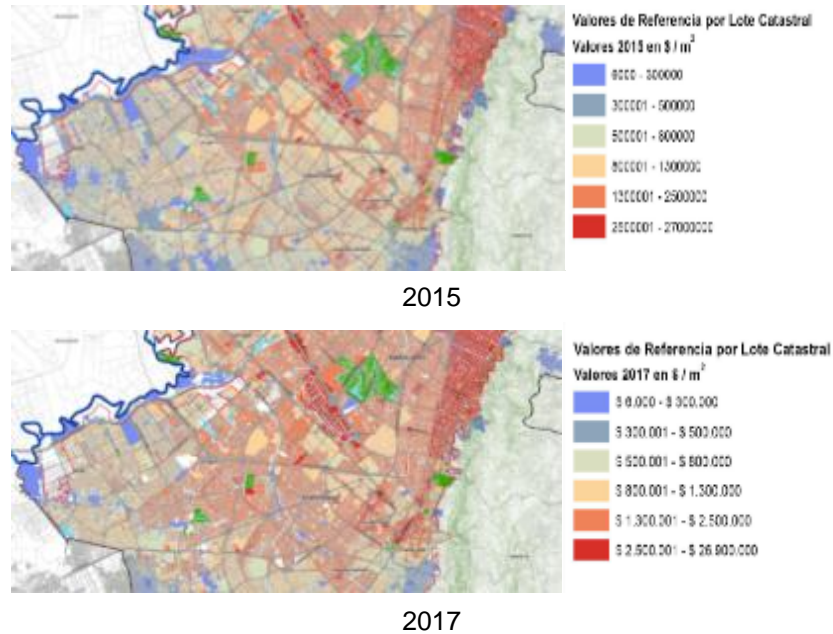 Valores de Referencia por Lote Catastral
Valores 2015 en $ / m²
6000 - 300000
300001 - 500000
500001 - 800000
800001 - 1300000
1300001 - 2500000
2500001 - 27000000
2015
Valores de Referencia por Lote Catastral
Valores 2017 en $ / m²
$ 6.000 - $ 300.000
$ 300.001 - $ 500.000
$ 500.001 - $ 800.000
$ 800.001 - $ 1.300.000
$ 1.300.001 - $ 2.500.000
$ 2.500.001 - $ 26.900.000
2017